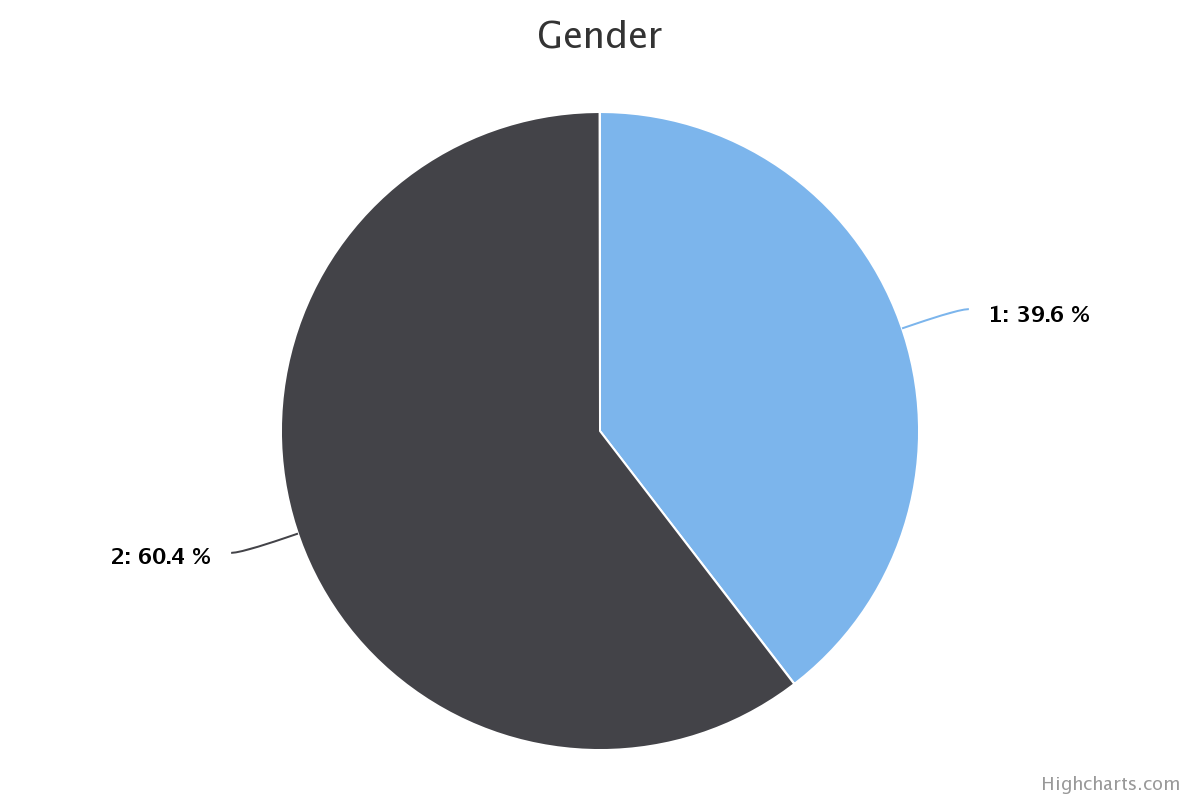 Gender
1: 39.6 %
2: 60.4 %
Highcharts.com